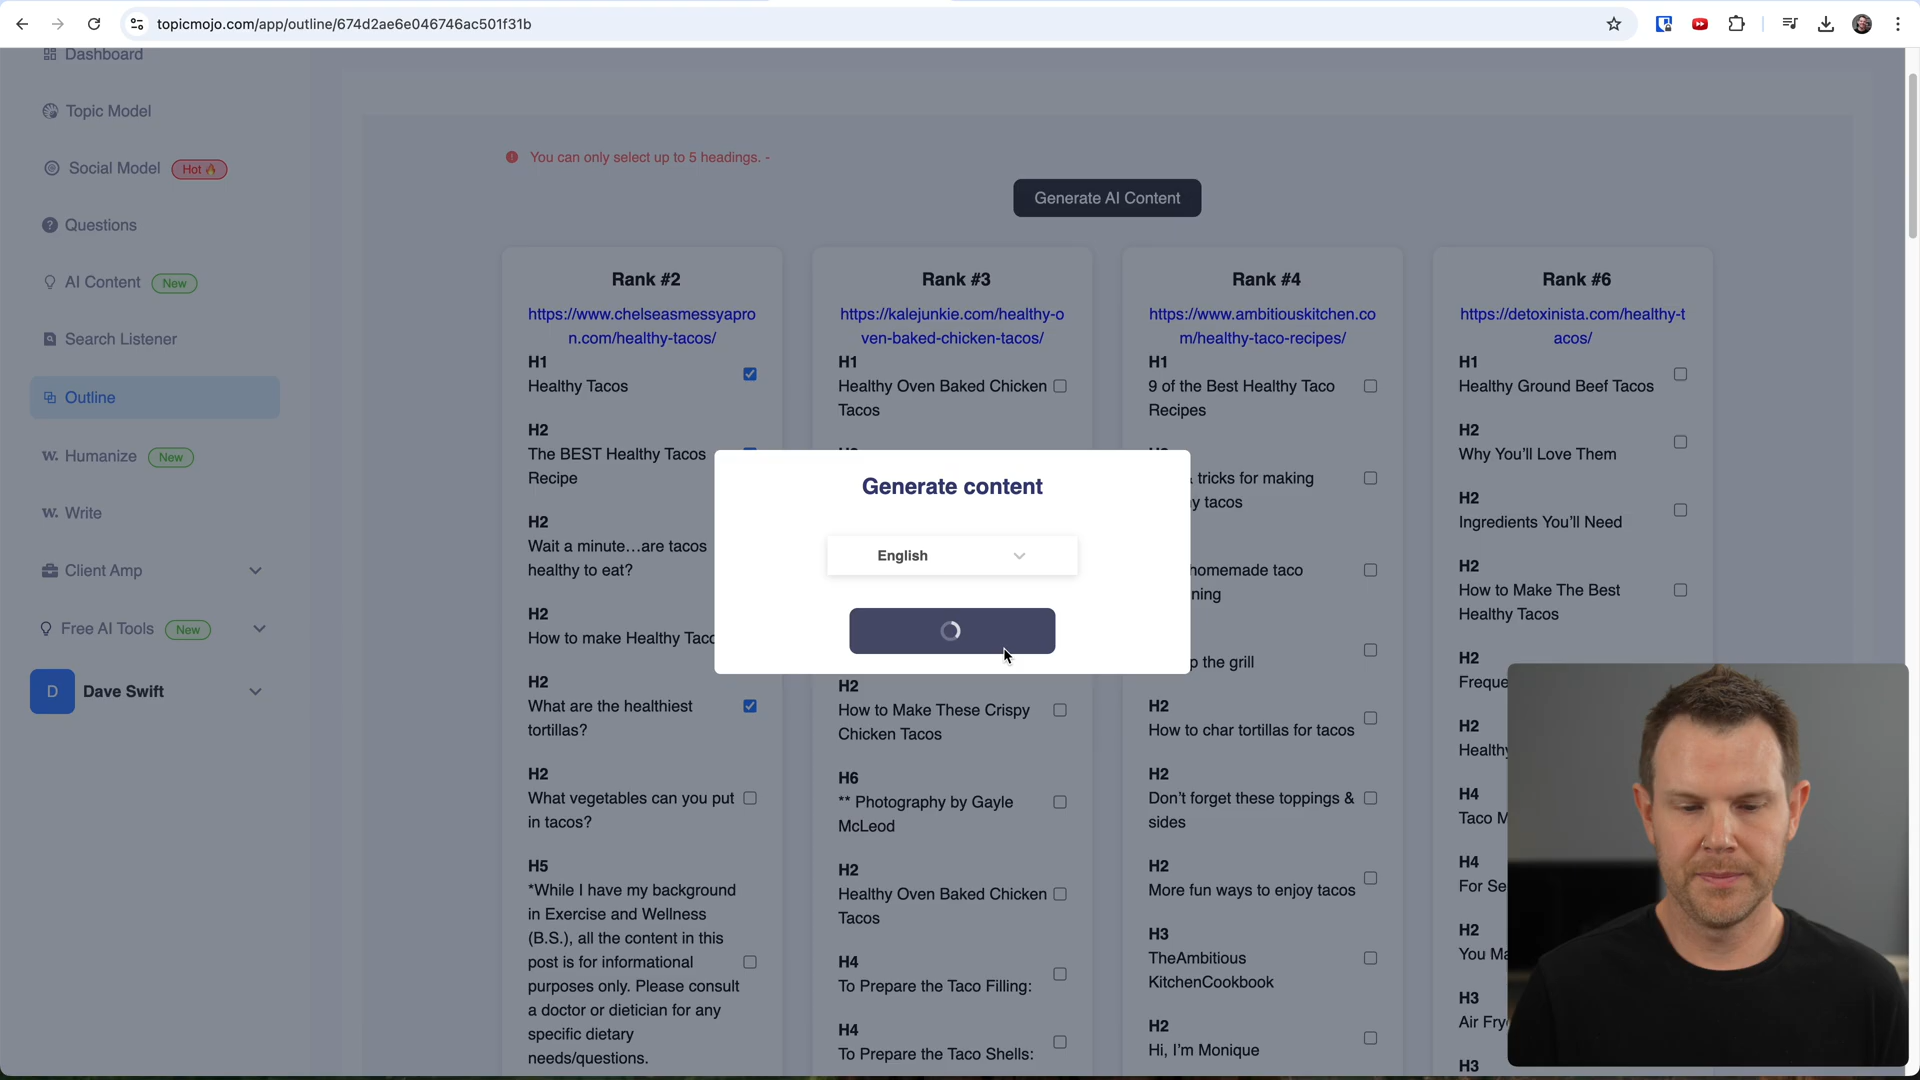 topicmojo.com/app/outline/674d2ae6e046746ac501f31b
Dashboard
Topic Model
Social Model Hot
Questions
AI Content New
Search Listener
Outline
W. Humanize New
W. Write
Client Amp
Free AI Tools New
D Dave Swift
You can only select up to 5 headings. -
Generate AI Content
Rank #2
https://www.chelseasmessyapro
n.com/healthy-tacos/
H1
Healthy Tacos
H2
The BEST Healthy Tacos
Recipe
H2
Wait a minute…are tacos
healthy to eat?
H2
How to make Healthy Taco
H2
What are the healthiest
tortillas?
H2
What vegetables can you put
in tacos?
H5
*While I have my background
in Exercise and Wellness
(B.S.), all the content in this
post is for informational
purposes only. Please consult
a doctor or dietician for any
specific dietary
needs/questions.
Rank #3
https://kalejunkie.com/healthy-o
ven-baked-chicken-tacos/
H1
Healthy Oven Baked Chicken
Tacos
H2
How to Make These Crispy
Chicken Tacos
H6
** Photography by Gayle
McLeod
H2
Healthy Oven Baked Chicken
Tacos
H4
To Prepare the Taco Filling:
H4
To Prepare the Taco Shells:
Rank #4
https://www.ambitiouskitchen.co
m/healthy-taco-recipes/
H1
9 of the Best Healthy Taco
Recipes
tricks for making
y tacos
homemade taco
ning
p the grill
H2
How to char tortillas for tacos
H2
Don't forget these toppings &
sides
H2
More fun ways to enjoy tacos
H3
TheAmbitious
KitchenCookbook
H2
Hi, I'm Monique
Rank #6
https://detoxinista.com/healthy-t
acos/
H1
Healthy Ground Beef Tacos
H2
Why You'll Love Them
H2
Ingredients You'll Need
H2
How to Make The Best
Healthy Tacos
H2
Freque
H2
Healthy
H4
Taco M
H4
For Se
H2
You Ma
H3
Air Fry
H3
Generate content
English